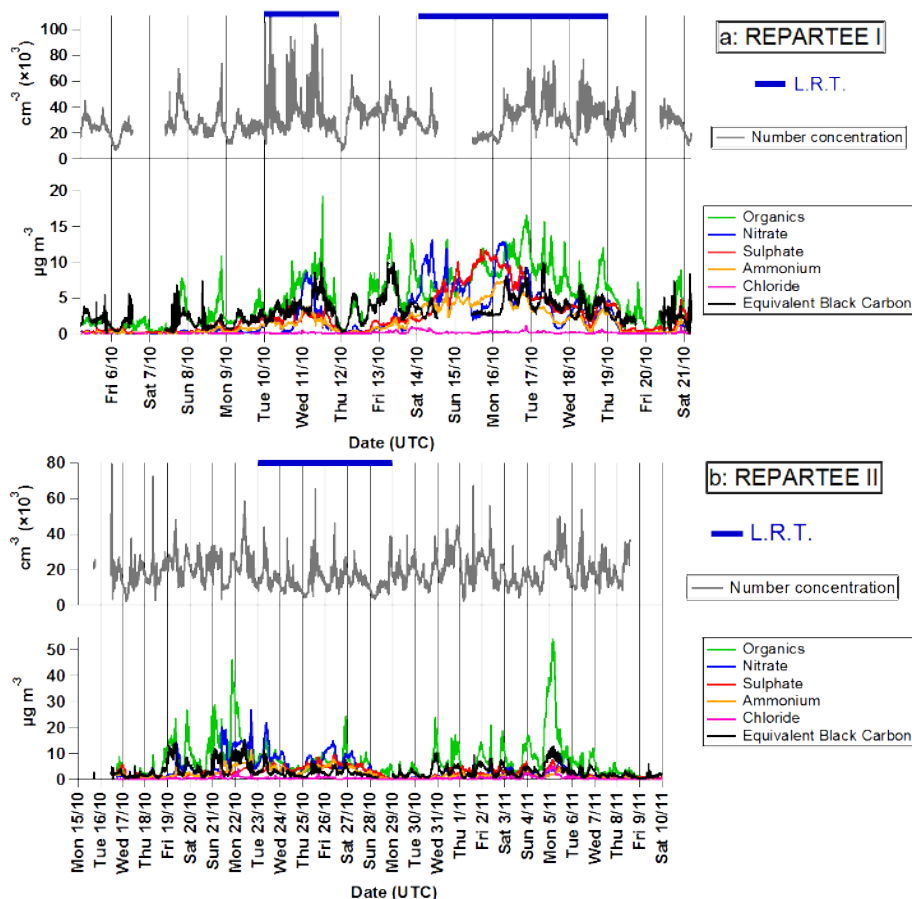 a: REPARTEE I
L.R.T.
Number concentration
cm⁻³ (×10³)
100
80
60
40
20
0
µg m⁻³
20
15
10
5
0
Organics
Nitrate
Sulphate
Ammonium
Chloride
Equivalent Black Carbon
Fri 6/10
Sat 7/10
Sun 8/10
Mon 9/10
Tue 10/10
Wed 11/10
Thu 12/10
Fri 13/10
Sat 14/10
Sun 15/10
Mon 16/10
Tue 17/10
Wed 18/10
Thu 19/10
Fri 20/10
Sat 21/10
Date (UTC)
b: REPARTEE II
L.R.T.
Number concentration
cm⁻³ (×10³)
80
60
40
20
0
µg m⁻³
50
40
30
20
10
0
Organics
Nitrate
Sulphate
Ammonium
Chloride
Equivalent Black Carbon
Mon 15/10
Tue 16/10
Wed 17/10
Thu 18/10
Fri 19/10
Sat 20/10
Sun 21/10
Mon 22/10
Tue 23/10
Wed 24/10
Thu 25/10
Fri 26/10
Sat 27/10
Sun 28/10
Mon 29/10
Tue 30/10
Wed 31/10
Thu 1/11
Fri 2/11
Sat 3/11
Sun 4/11
Mon 5/11
Tue 6/11
Wed 7/11
Thu 8/11
Fri 9/11
Sat 10/11
Date (UTC)